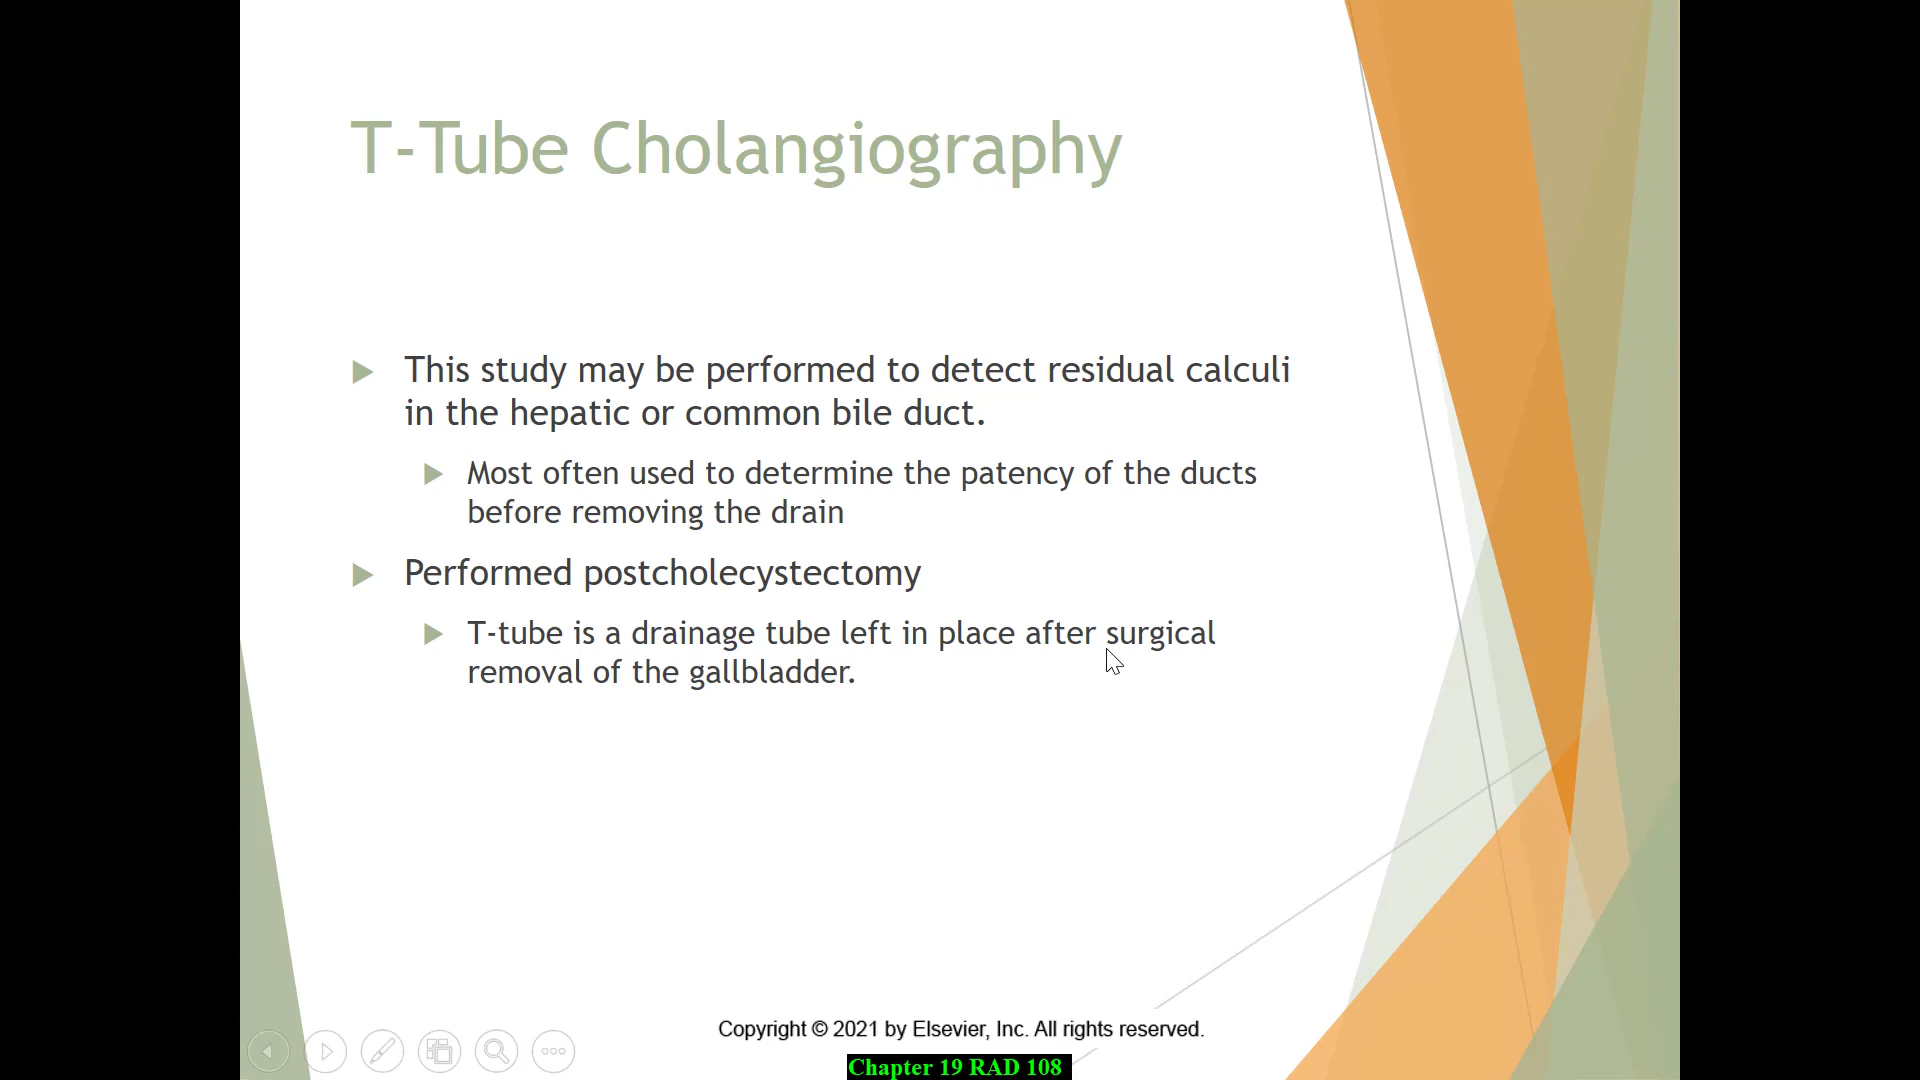 T-Tube Cholangiography
This study may be performed to detect residual calculi
in the hepatic or common bile duct.
Most often used to determine the patency of the ducts
before removing the drain
Performed postcholecystectomy
T-tube is a drainage tube left in place after surgical
removal of the gallbladder.
Copyright © 2021 by Elsevier, Inc. All rights reserved.
Chapter 19 RAD 108